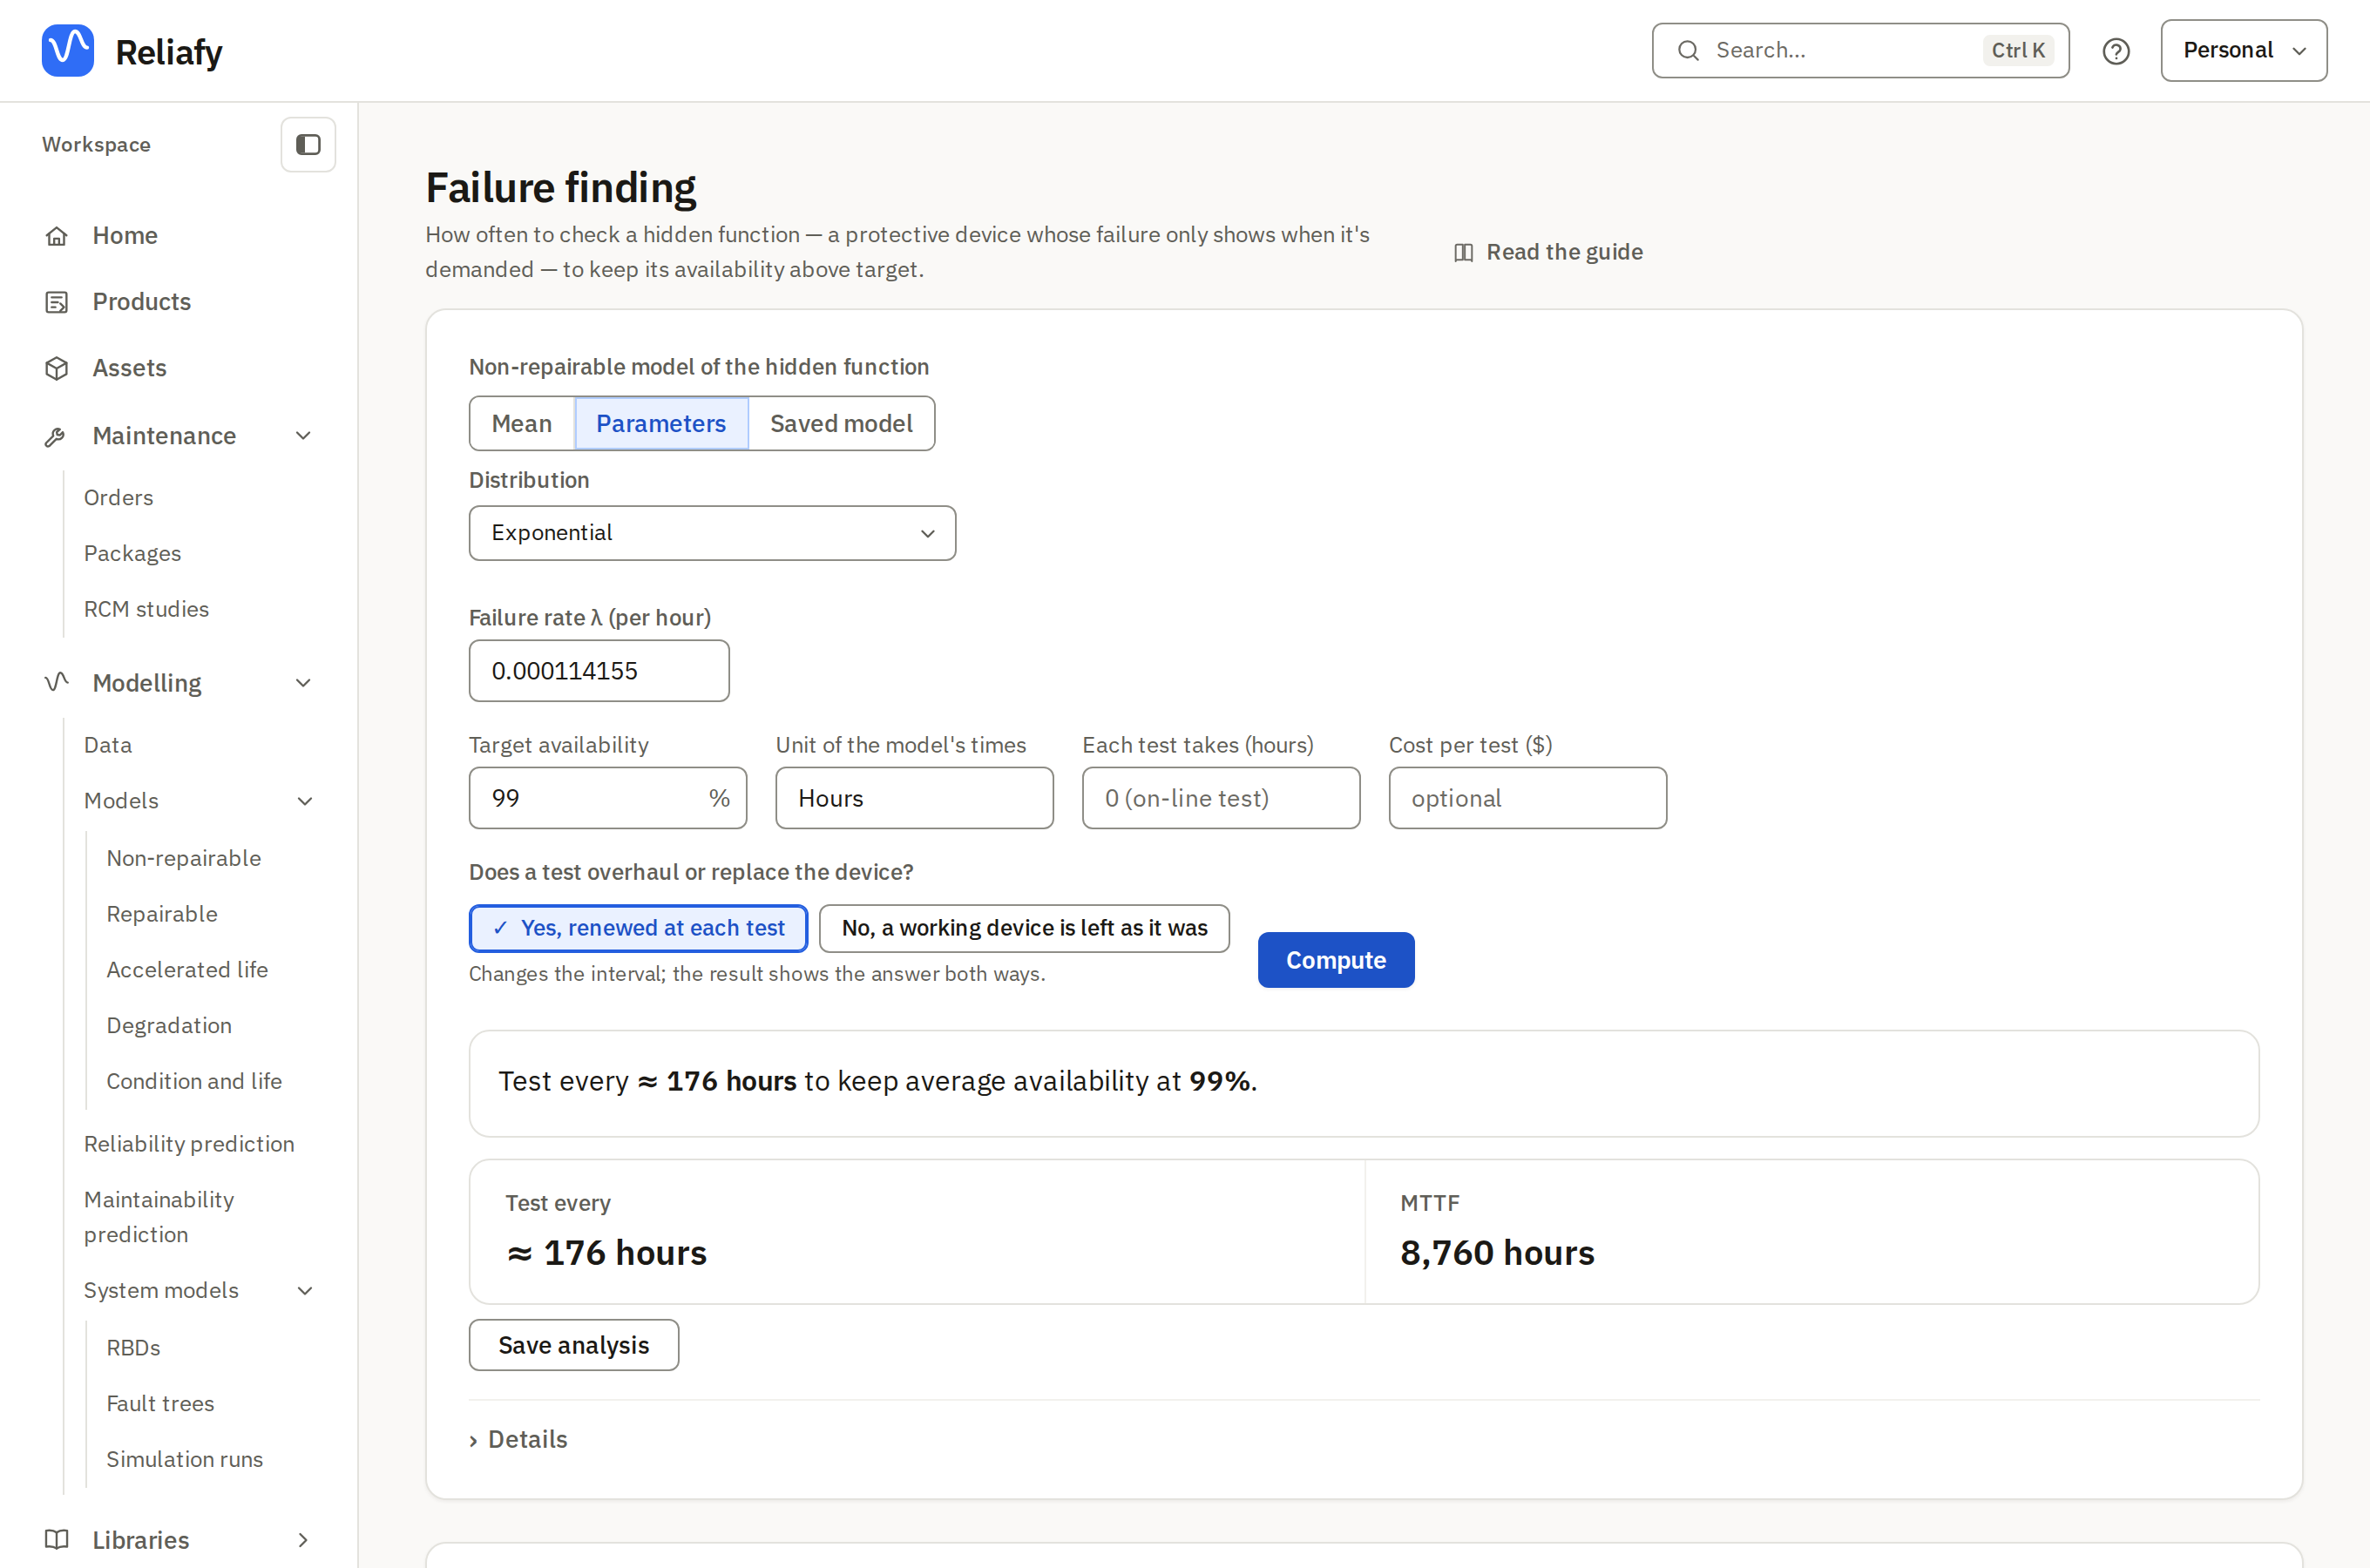 Reliafy
Search...
Ctrl K
Personal
Workspace
Home
Products
Assets
Maintenance
Orders
Packages
RCM studies
Modelling
Data
Models
Non-repairable
Repairable
Accelerated life
Degradation
Condition and life
Reliability prediction
Maintainability
prediction
System models
RBDs
Fault trees
Simulation runs
Libraries
Failure finding
How often to check a hidden function — a protective device whose failure only shows when it's
demanded — to keep its availability above target.
Read the guide
Non-repairable model of the hidden function
Mean
Parameters
Saved model
Distribution
Exponential
Failure rate λ (per hour)
0.000114155
Target availability
99
%
Unit of the model's times
Hours
Each test takes (hours)
0 (on-line test)
Cost per test ($)
optional
Does a test overhaul or replace the device?
✓ Yes, renewed at each test
No, a working device is left as it was
Changes the interval; the result shows the answer both ways.
Compute
Test every ≈ 176 hours to keep average availability at 99%.
Test every
≈ 176 hours
MTTF
8,760 hours
Save analysis
› Details